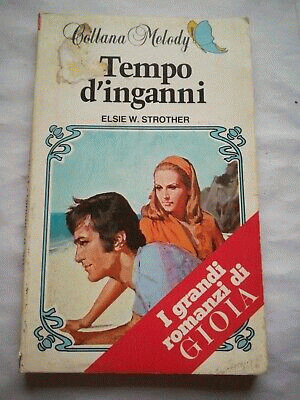 Collana Melody
Tempo
d'inganni
ELSIE W. STROTHER
I grandi
romanzi di
GIOIA